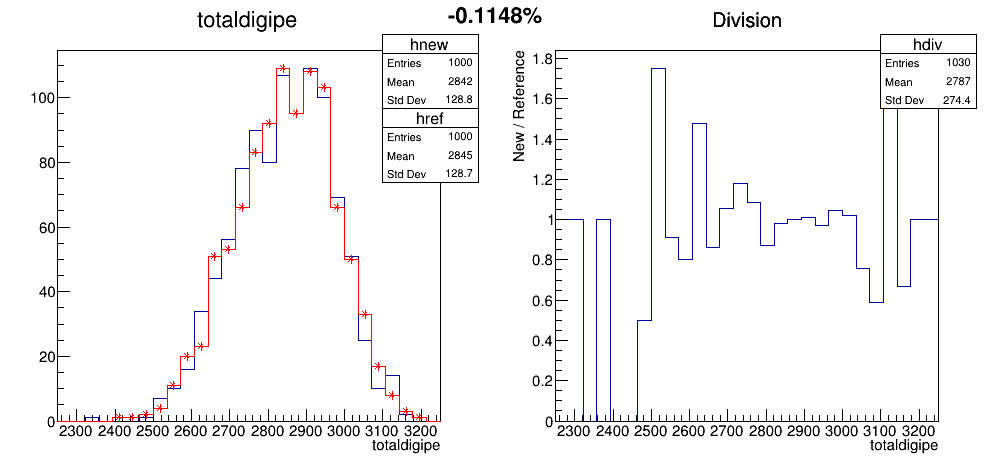 -0.1148%
totaldigipe
hnew
Entries 1000
Mean 2842
Std Dev 128.8
href
Entries 1000
Mean 2845
Std Dev 128.7
100
80
60
40
20
0
2300 2400 2500 2600 2700 2800 2900 3000 3100 3200
totaldigipe
Division
hdiv
Entries 1030
Mean 2787
Std Dev 274.4
New / Reference
1.8
1.6
1.4
1.2
1
0.8
0.6
0.4
0.2
0
2300 2400 2500 2600 2700 2800 2900 3000 3100 3200
totaldigipe